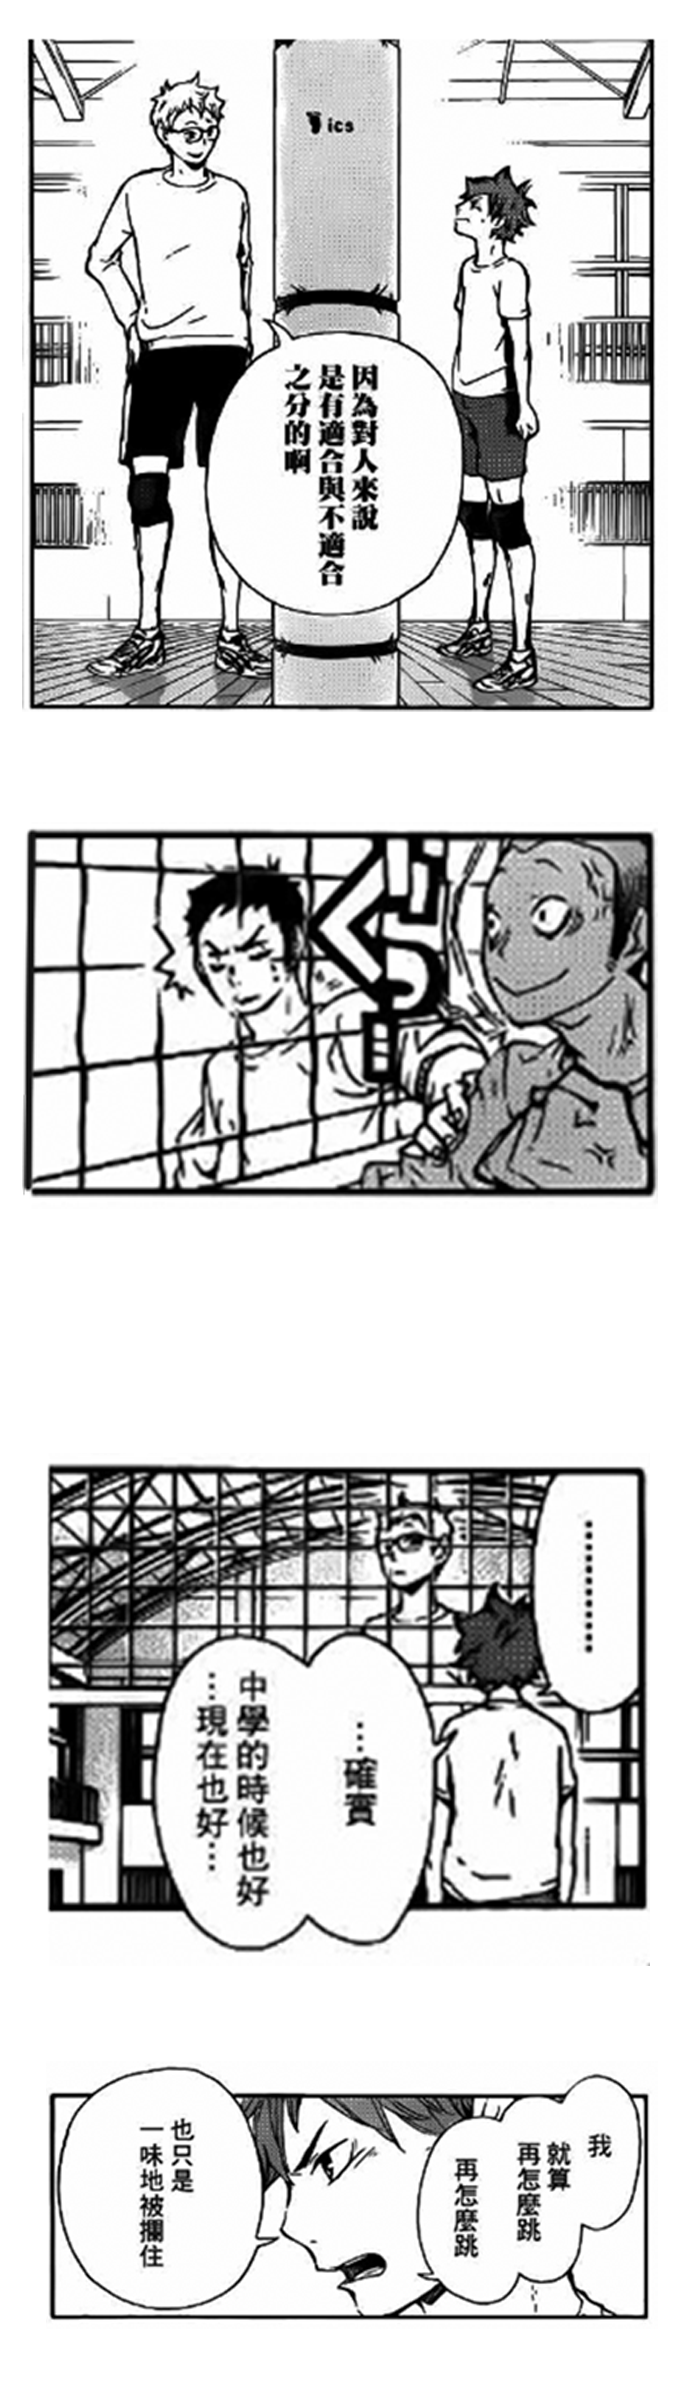 ics
因為對人來說
是有適合與不適合
之分的啊
ぐっ
…………
…確實
中學的時候也好
…現在也好…
我
就算
再怎麼跳
再怎麼跳
也只是
一味地被攔住